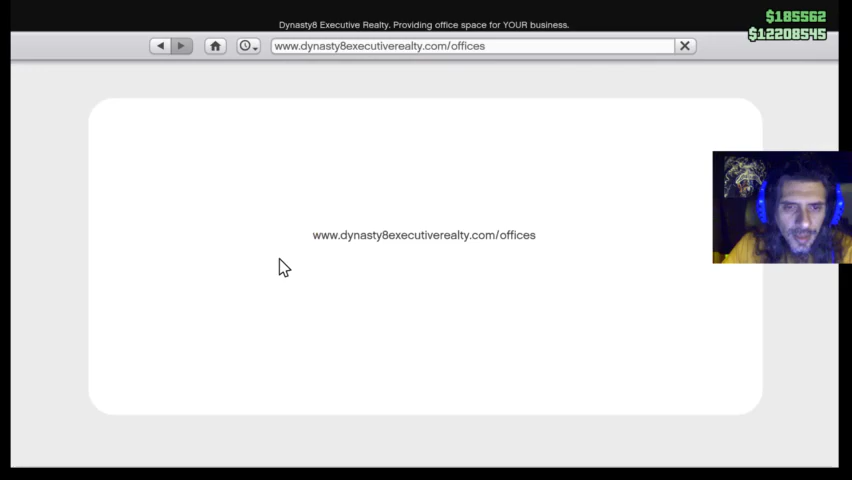 Dynasty8 Executive Realty. Providing office space for YOUR business.
$185562
$12208545
www.dynasty8executiverealty.com/offices
www.dynasty8executiverealty.com/offices